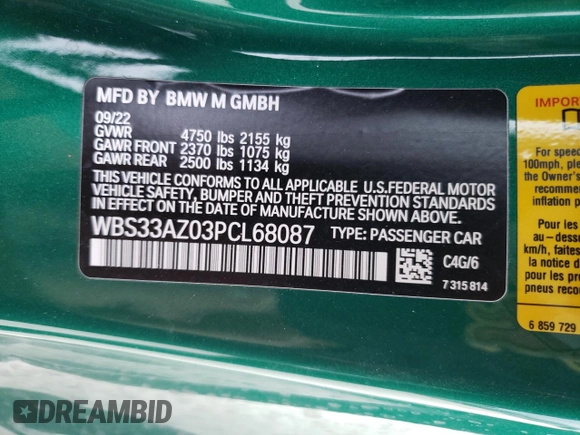 MFD BY BMW M GMBH
09/22
GVWR 4750 lbs 2155 kg
GAWR FRONT 2370 lbs 1075 kg
GAWR REAR 2500 lbs 1134 kg
THIS VEHICLE CONFORMS TO ALL APPLICABLE U.S.FEDERAL MOTOR
VEHICLE SAFETY, BUMPER AND THEFT PREVENTION STANDARDS
IN EFFECT ON THE DATE OF MANUFACTURE SHOWN ABOVE.
WBS33AZ03PCL68087 TYPE: PASSENGER CAR
C4G/6
7 315 814
For speed
100mph, ple
the Owner's
recommen
inflation p
Pour les
au-dessu
km/h, faites
la notice d
pour les pr
pneus recor
6 859 729
DREAMBID